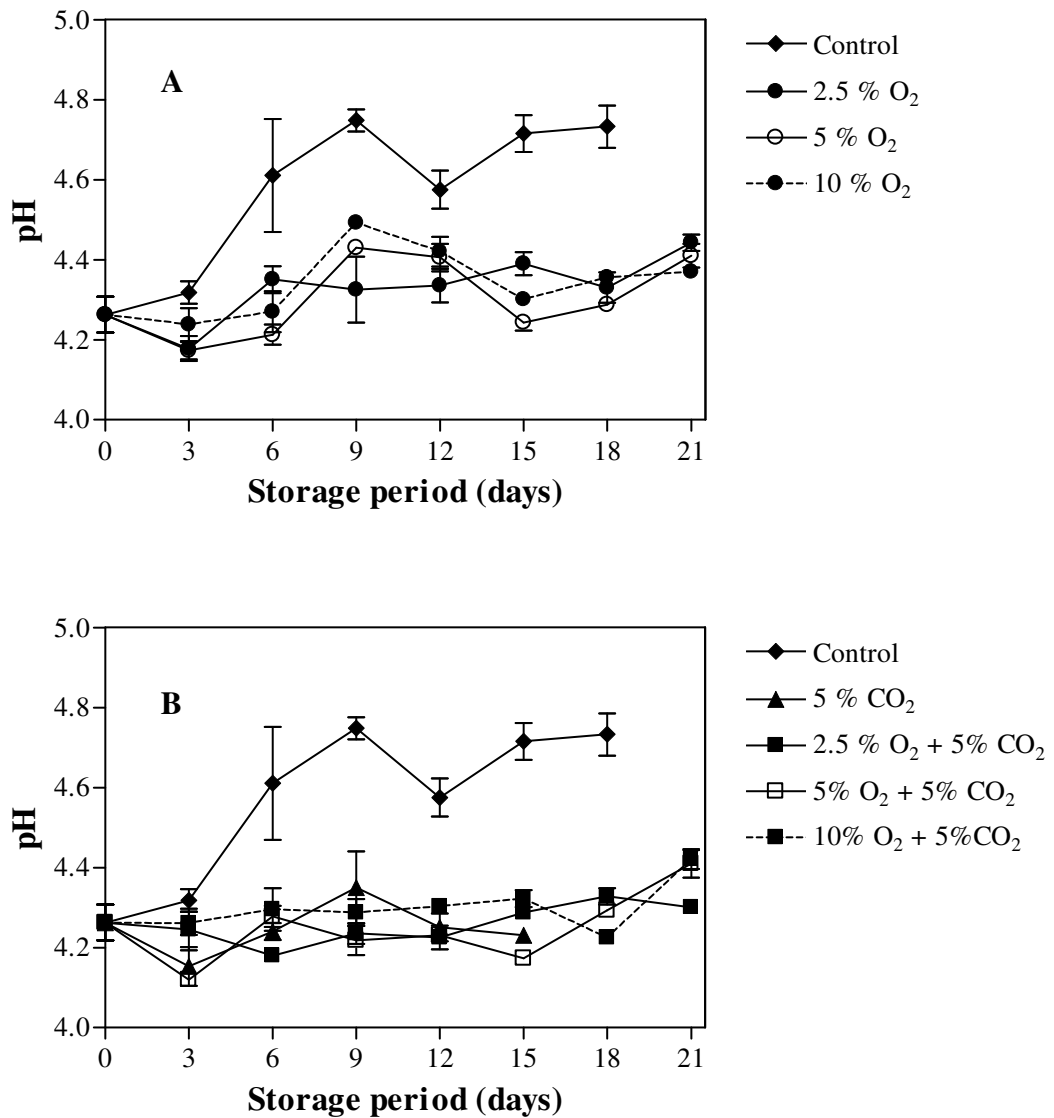 5.0
4.8
4.6
4.4
4.2
4.0
pH
A
0 3 6 9 12 15 18 21
Storage period (days)
Control
2.5 % O₂
5 % O₂
10 % O₂
5.0
4.8
4.6
4.4
4.2
4.0
pH
B
0 3 6 9 12 15 18 21
Storage period (days)
Control
5 % CO₂
2.5 % O₂ + 5% CO₂
5% O₂ + 5% CO₂
10% O₂ + 5%CO₂